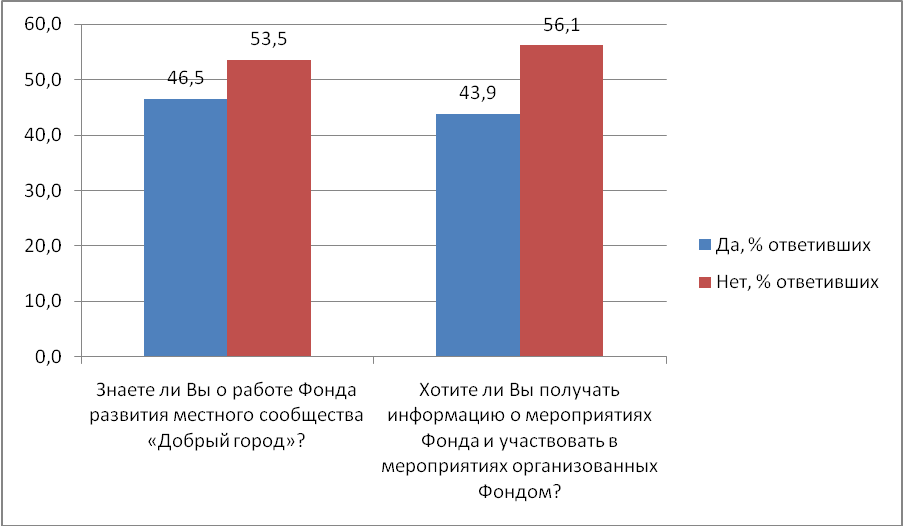 60,0
50,0
40,0
30,0
20,0
10,0
0,0
46,5
53,5
43,9
56,1
Знаете ли Вы о работе Фонда
развития местного сообщества
«Добрый город»?
Хотите ли Вы получать
информацию о мероприятиях
Фонда и участвовать в
мероприятиях организованных
Фондом?
Да, % ответивших
Нет, % ответивших